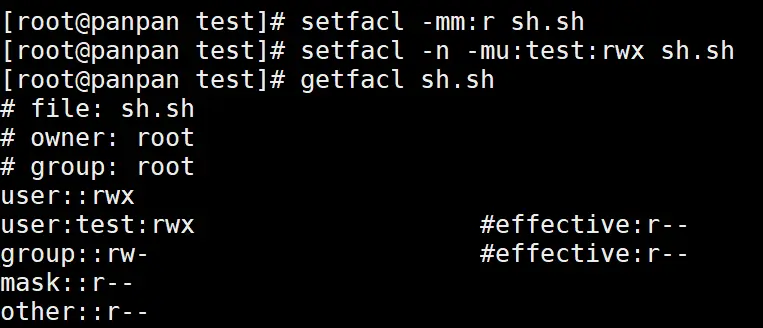 [root@panpan test]# setfacl -mm:r sh.sh
[root@panpan test]# setfacl -n -mu:test:rwx sh.sh
[root@panpan test]# getfacl sh.sh
# file: sh.sh
# owner: root
# group: root
user::rwx
user:test:rwx                   #effective:r--
group::rw-                      #effective:r--
mask::r--
other::r--